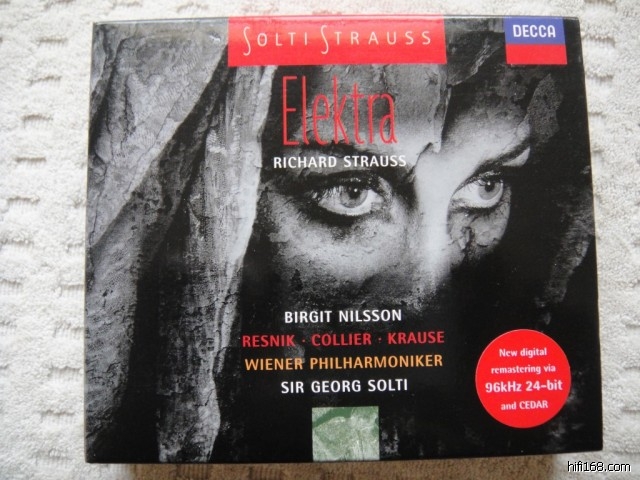 SOLTI STRAUSS
DECCA
Elektra
RICHARD STRAUSS
BIRGIT NILSSON
RESNIK · COLLIER · KRAUSE
WIENER PHILHARMONIKER
SIR GEORG SOLTI
New digital
remastering via
96kHz 24-bit
and CEDAR
hifi168.com